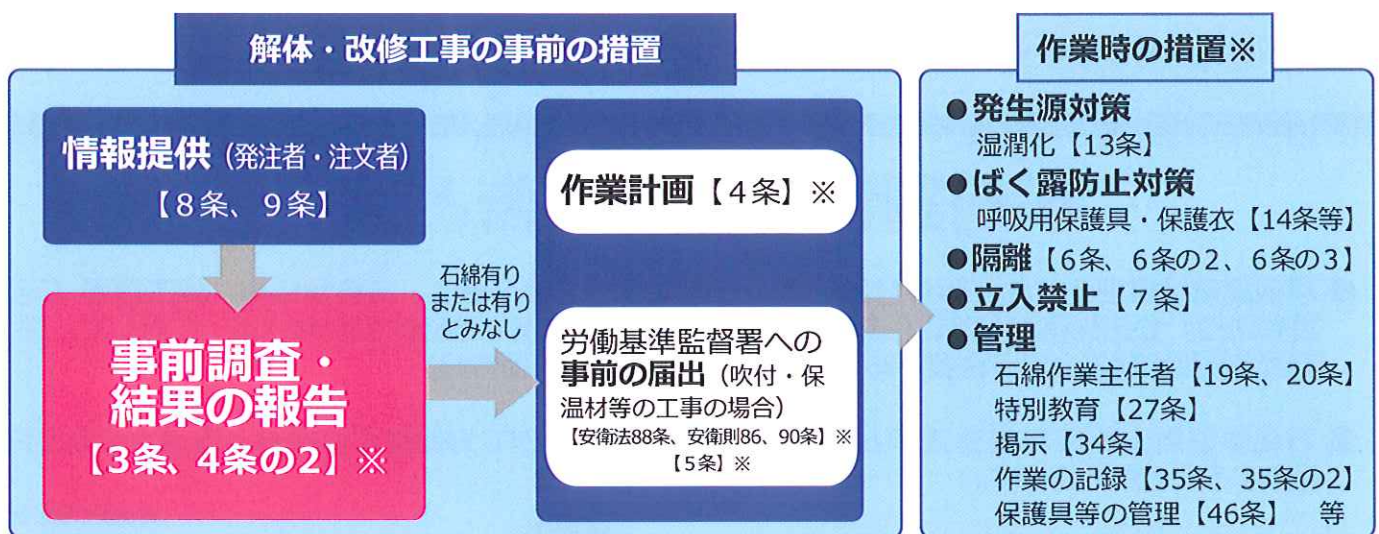 解体・改修工事の事前の措置
情報提供（発注者・注文者）
【８条、９条】
事前調査・
結果の報告
【３条、４条の２】※
石綿有り
または有り
とみなし
作業計画【４条】※
労働基準監督署への
事前の届出（吹付・保
温材等の工事の場合）
【安衛法88条、安衛則86、90条】※
【５条】※
作業時の措置※
●発生源対策
湿潤化【13条】
●ばく露防止対策
呼吸用保護具・保護衣【14条等】
●隔離【６条、６条の２、６条の３】
●立入禁止【７条】
●管理
石綿作業主任者【19条、20条】
特別教育【27条】
掲示【34条】
作業の記録【35条、35条の2】
保護具等の管理【46条】　等